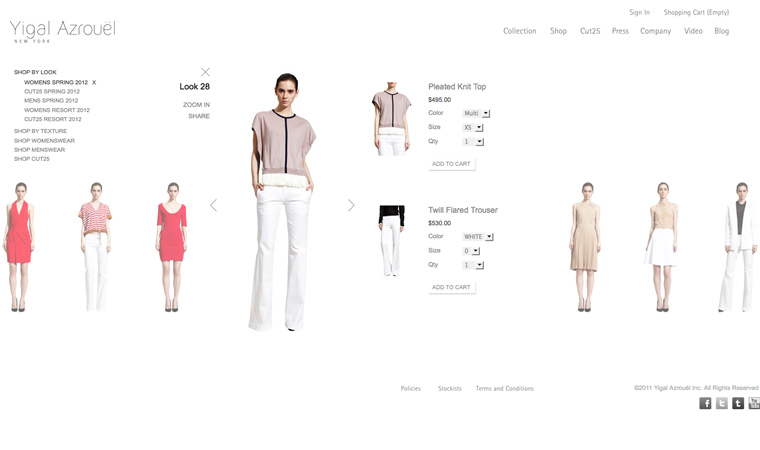 Sign In Shopping Cart (Empty)
Yigal Azrouël
NEW YORK
Collection Shop Cut25 Press Company Video Blog
SHOP BY LOOK
WOMENS SPRING 2012 X
CUT25 SPRING 2012
MENS SPRING 2012
WOMENS RESORT 2012
CUT25 RESORT 2012
SHOP BY TEXTURE
SHOP WOMENSWEAR
SHOP MENSWEAR
SHOP CUT25
Look 28
ZOOM IN
SHARE
Pleated Knit Top
$495.00
Color Multi
Size XS
Qty 1
ADD TO CART
Twill Flared Trouser
$530.00
Color WHITE
Size 0
Qty 1
ADD TO CART
Policies Stockists Terms and Conditions
©2011 Yigal Azrouël Inc. All Rights Reserved
f t t You Tube